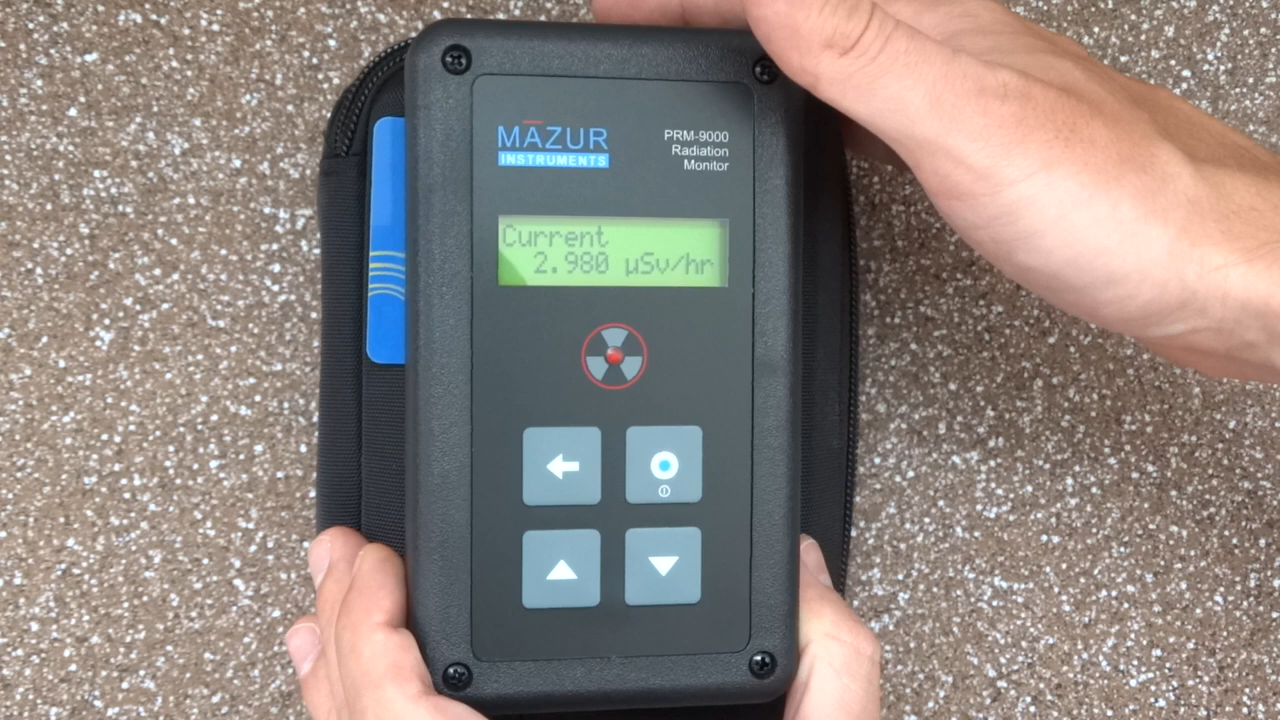 MAZUR
INSTRUMENTS
PRM-9000
Radiation
Monitor
Current
2.980 µSv/hr